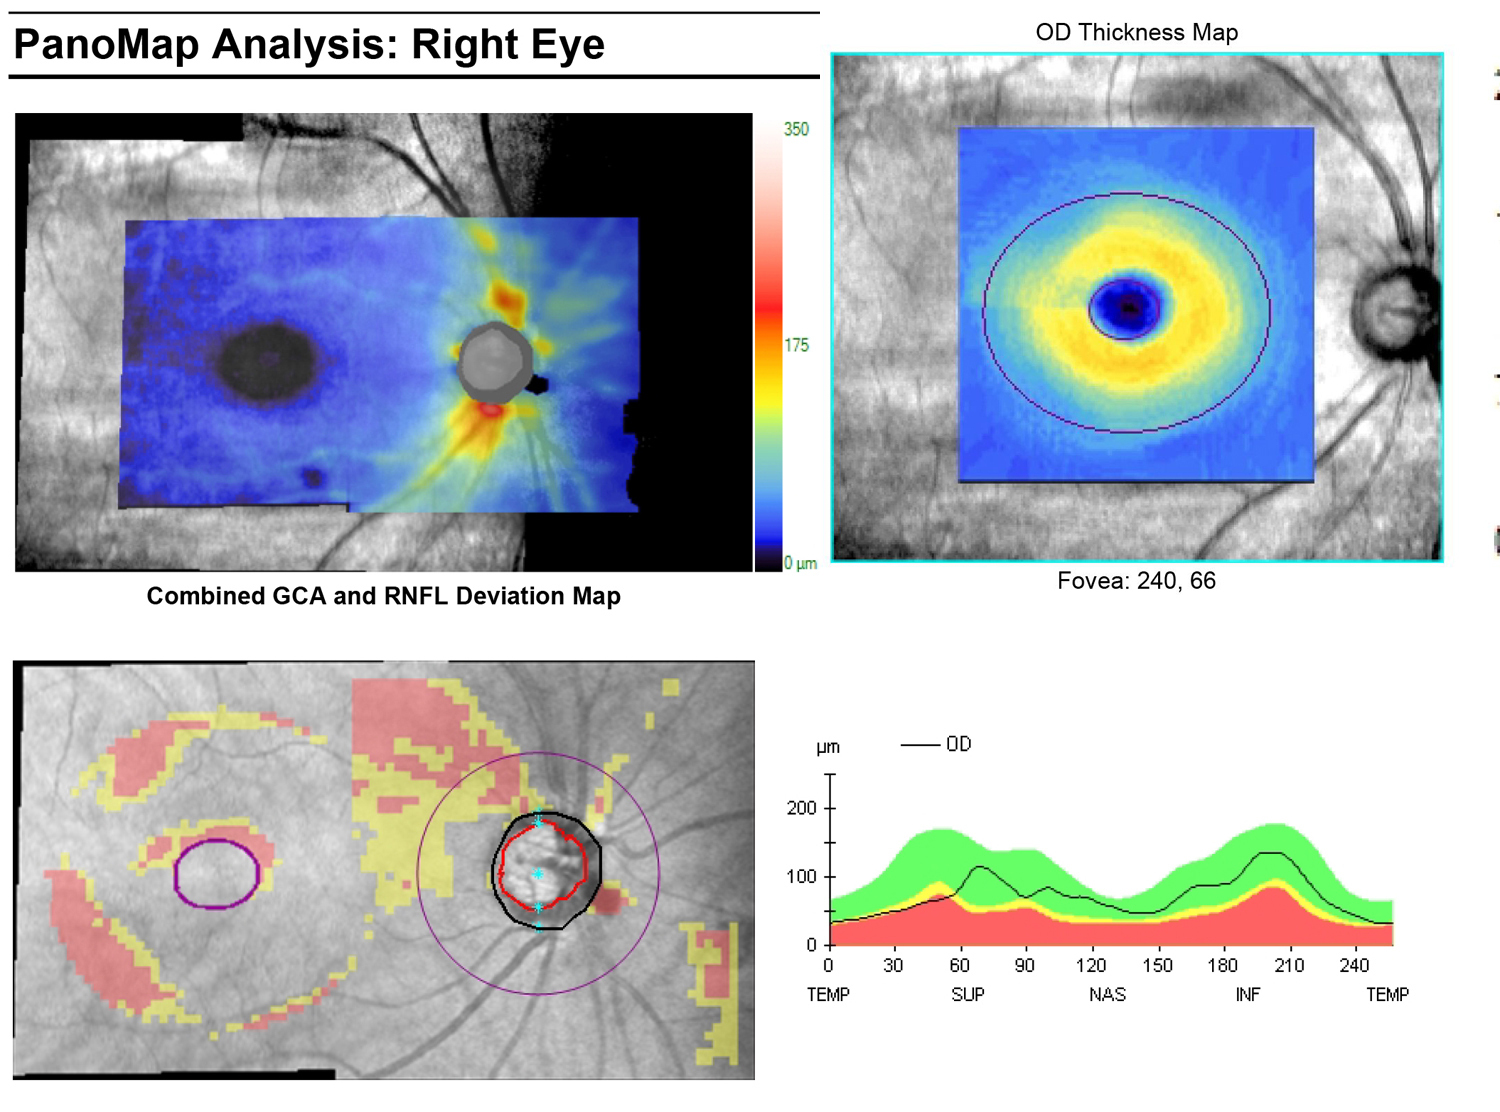 PanoMap Analysis: Right Eye
OD Thickness Map
350
175
0 µm
Fovea: 240, 66
Combined GCA and RNFL Deviation Map
µm
OD
200
100
0
0 30 60 90 120 150 180 210 240
TEMP SUP NAS INF TEMP